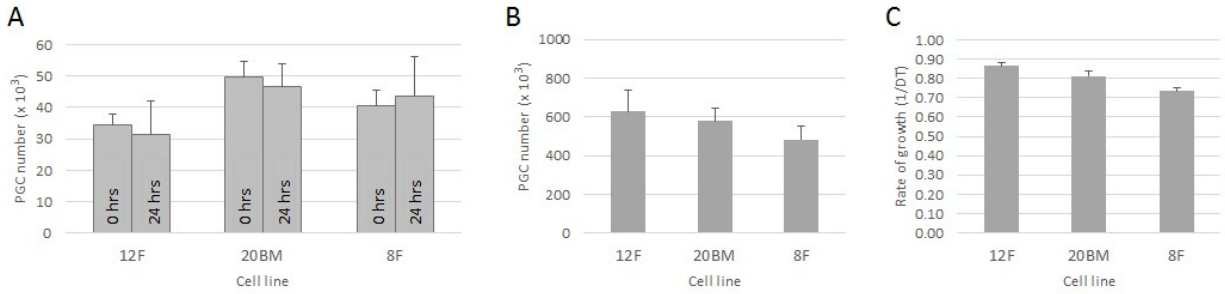 A
PGC number (x 10³)
60
50
40
30
20
10
0
0 hrs
24 hrs
0 hrs
24 hrs
0 hrs
24 hrs
12F
20BM
8F
Cell line
B
PGC number (x 10³)
1000
800
600
400
200
0
12F
20BM
8F
Cell line
C
Rate of growth (1/DT)
1.00
0.90
0.80
0.70
0.60
0.50
0.40
0.30
0.20
0.10
0.00
12F
20BM
8F
Cell line